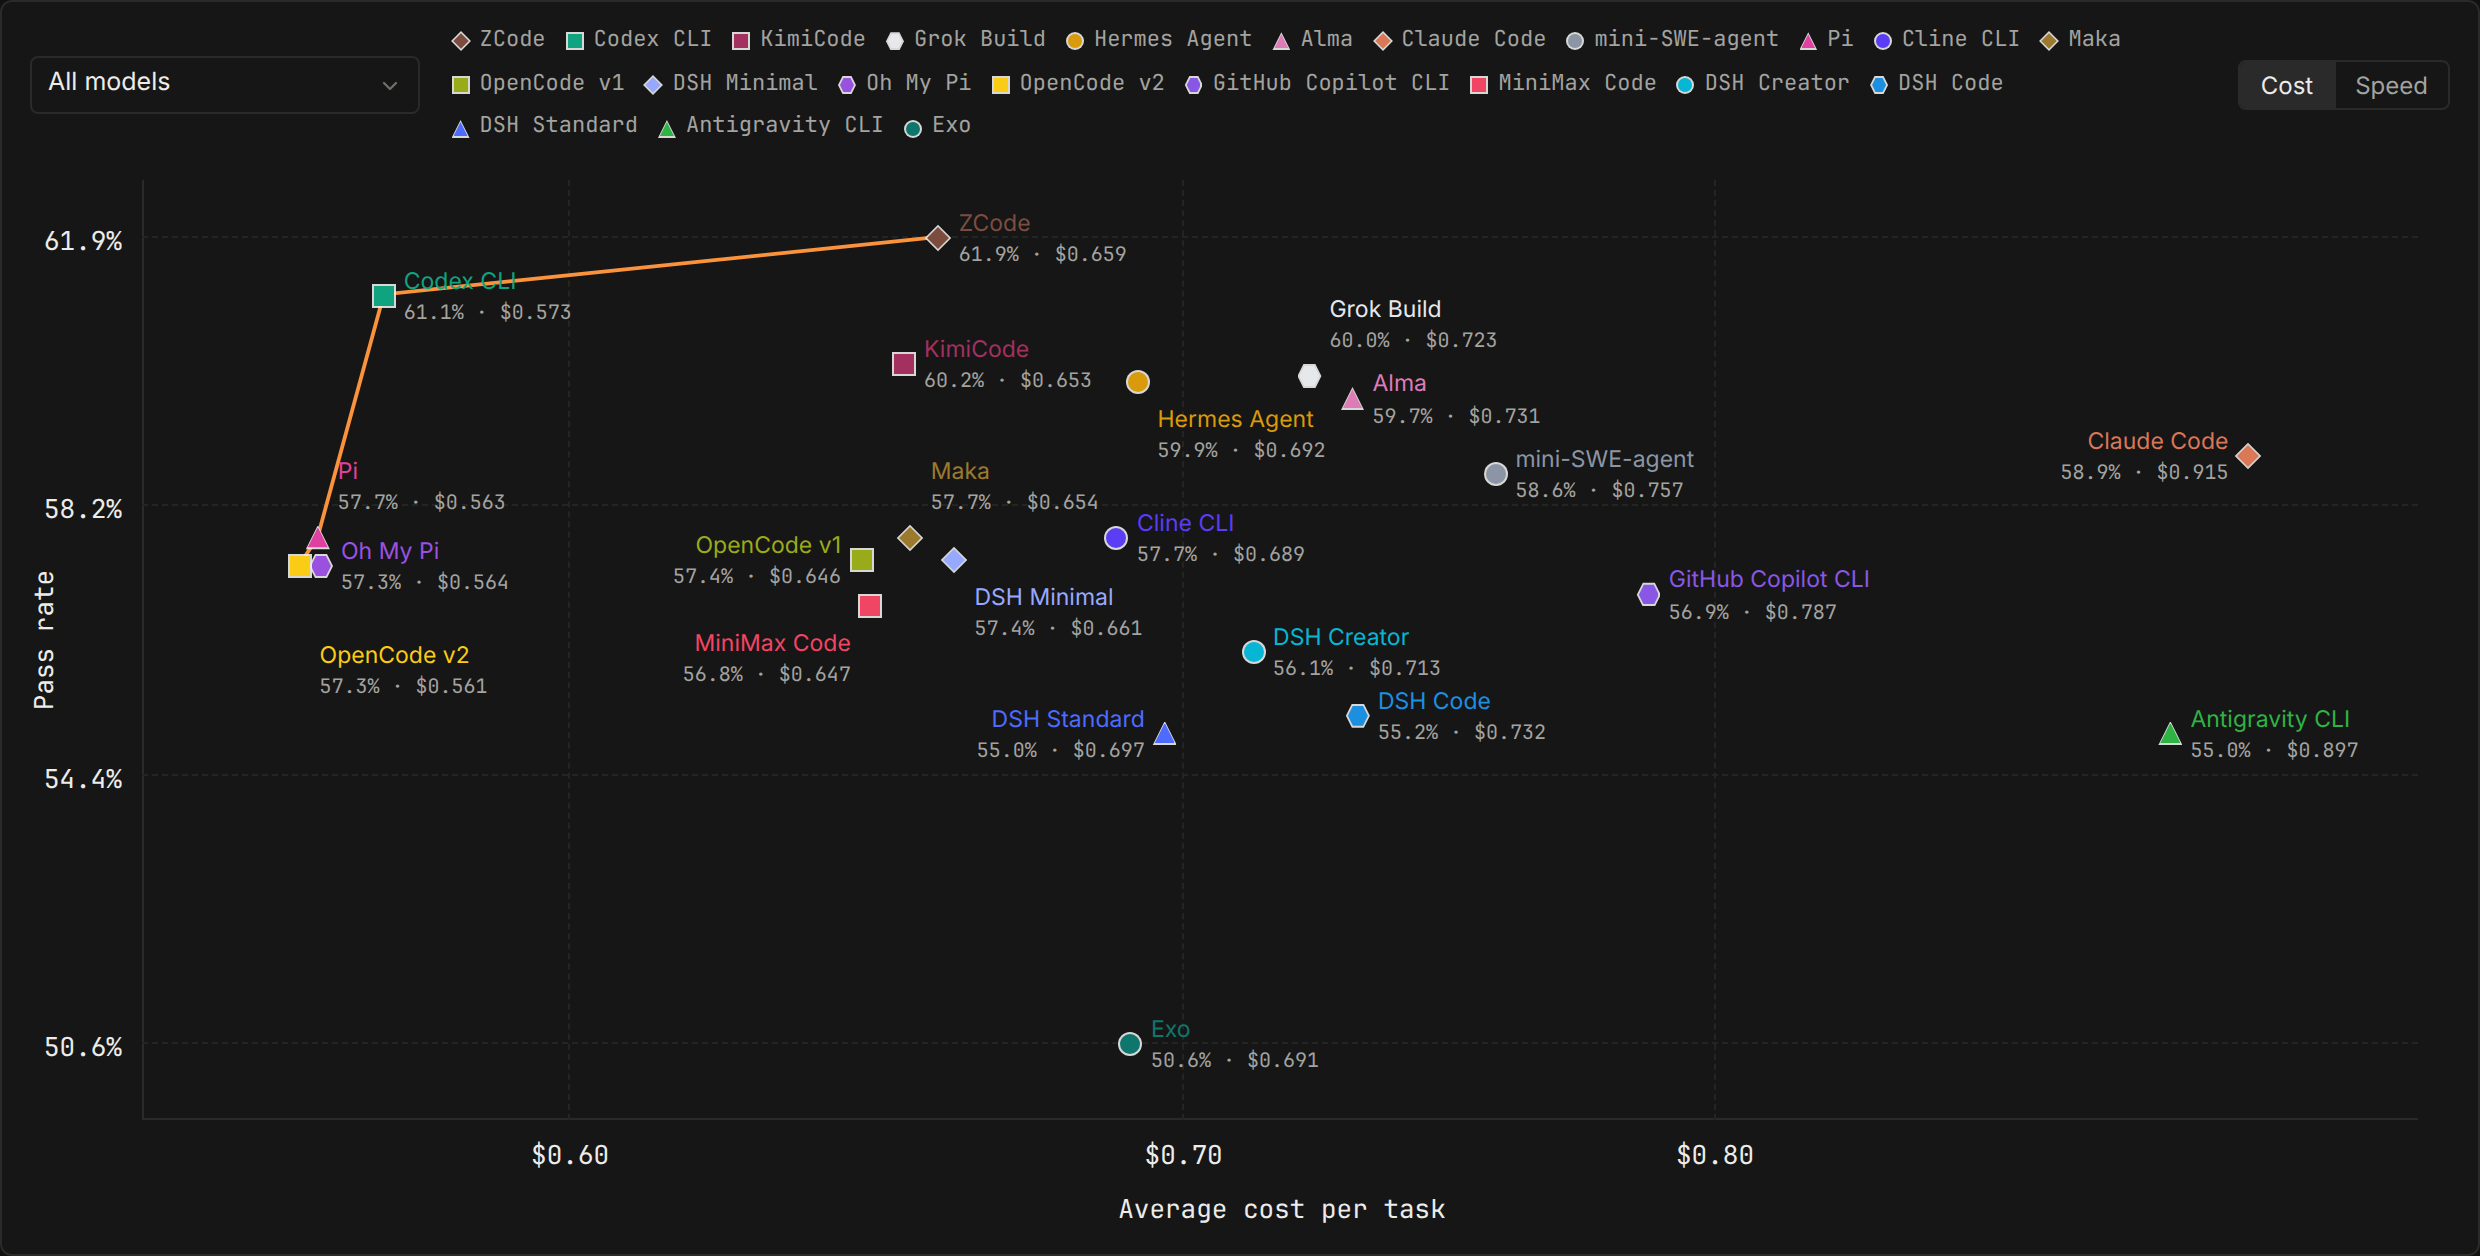 All models
ZCode Codex CLI KimiCode Grok Build Hermes Agent Alma Claude Code mini-SWE-agent Pi Cline CLI Maka
OpenCode v1 DSH Minimal Oh My Pi OpenCode v2 GitHub Copilot CLI MiniMax Code DSH Creator DSH Code
DSH Standard Antigravity CLI Exo
Cost Speed
Pass rate
61.9%
58.2%
54.4%
50.6%
ZCode
61.9% · $0.659
Codex CLI
61.1% · $0.573
Grok Build
60.0% · $0.723
KimiCode
60.2% · $0.653
Alma
59.7% · $0.731
Hermes Agent
59.9% · $0.692
Claude Code
58.9% · $0.915
mini-SWE-agent
58.6% · $0.757
Pi
57.7% · $0.563
Maka
57.7% · $0.654
Cline CLI
57.7% · $0.689
OpenCode v1
57.4% · $0.646
Oh My Pi
57.3% · $0.564
GitHub Copilot CLI
56.9% · $0.787
DSH Minimal
57.4% · $0.661
MiniMax Code
56.8% · $0.647
DSH Creator
56.1% · $0.713
OpenCode v2
57.3% · $0.561
DSH Code
55.2% · $0.732
DSH Standard
55.0% · $0.697
Antigravity CLI
55.0% · $0.897
Exo
50.6% · $0.691
$0.60
$0.70
$0.80
Average cost per task